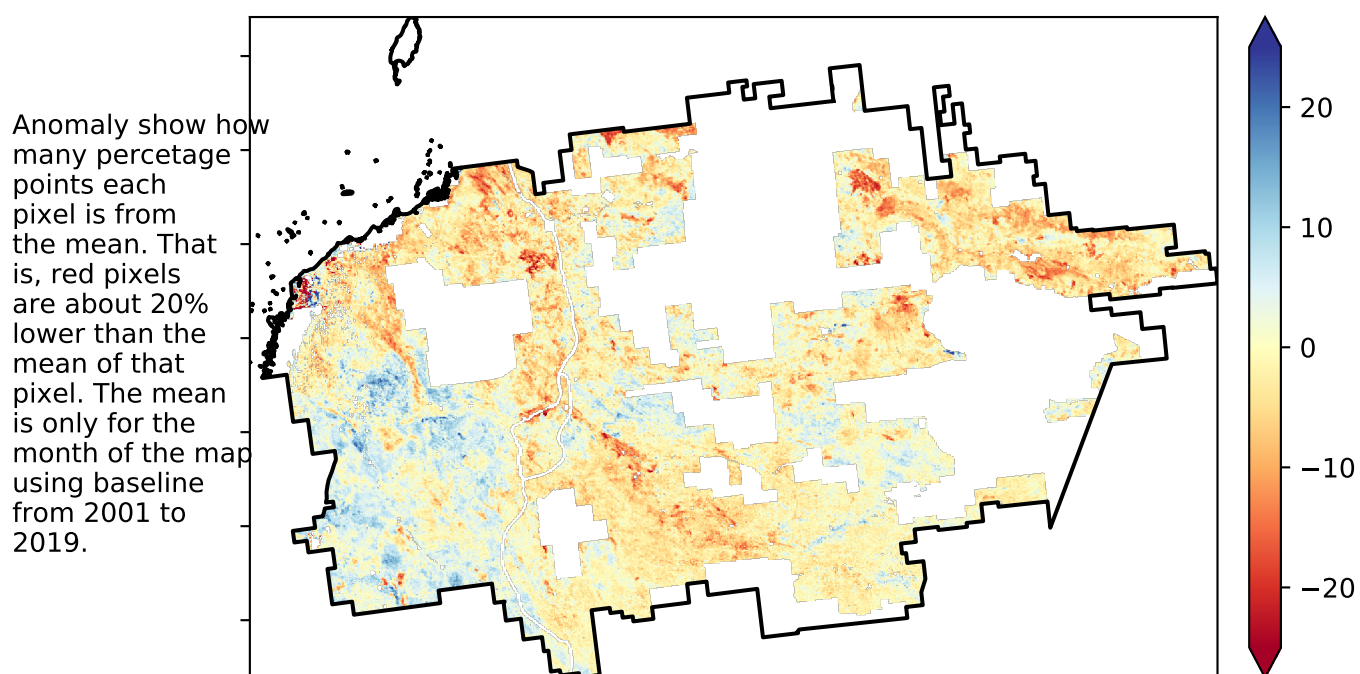 Anomaly show how
many percetage
points each
pixel is from
the mean. That
is, red pixels
are about 20%
lower than the
mean of that
pixel. The mean
is only for the
month of the map
using baseline
from 2001 to
2019.
20
10
0
−10
−20